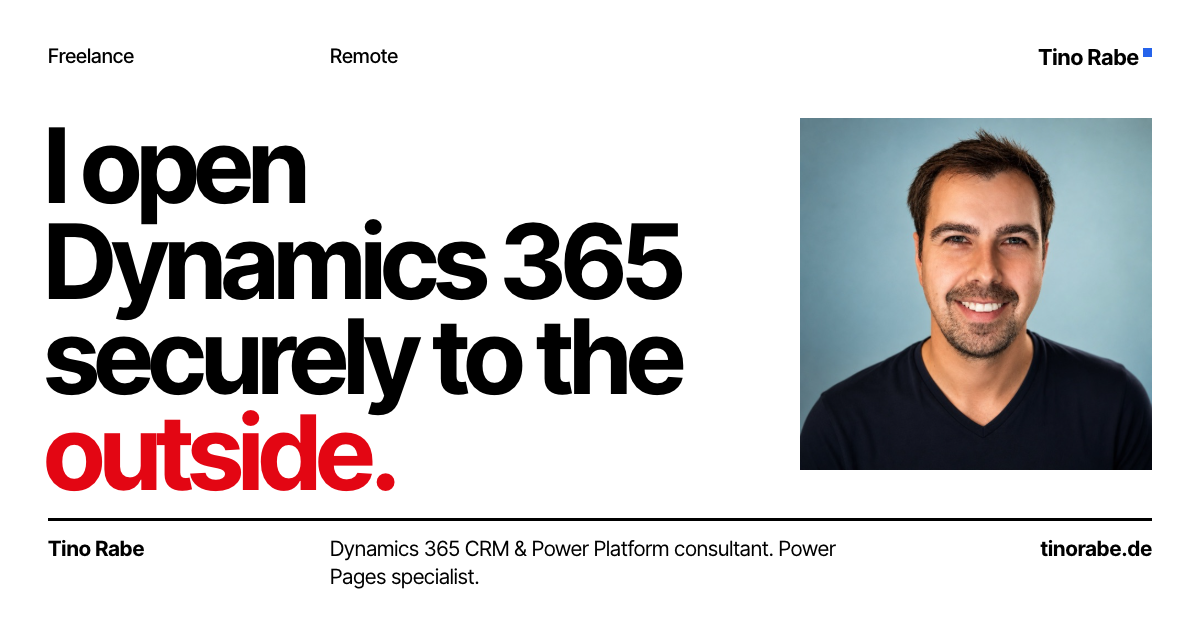 Freelance
Remote
Tino Rabe
I open
Dynamics 365
securely to the
outside.
Tino Rabe
Dynamics 365 CRM & Power Platform consultant. Power
Pages specialist.
tinorabe.de